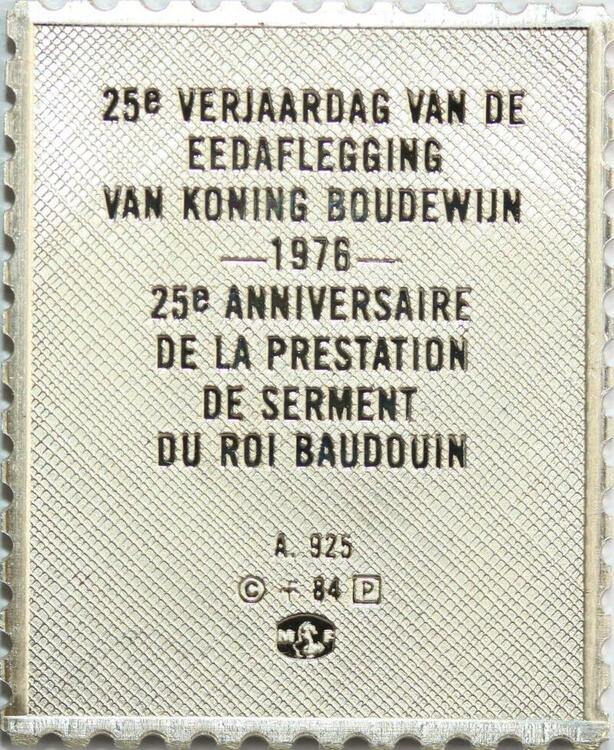 25e VERJAARDAG VAN DE
EEDAFLEGGING
VAN KONING BOUDEWIJN
—1976—
25e ANNIVERSAIRE
DE LA PRESTATION
DE SERMENT
DU ROI BAUDOUIN
A. 925
© 84 P
M F